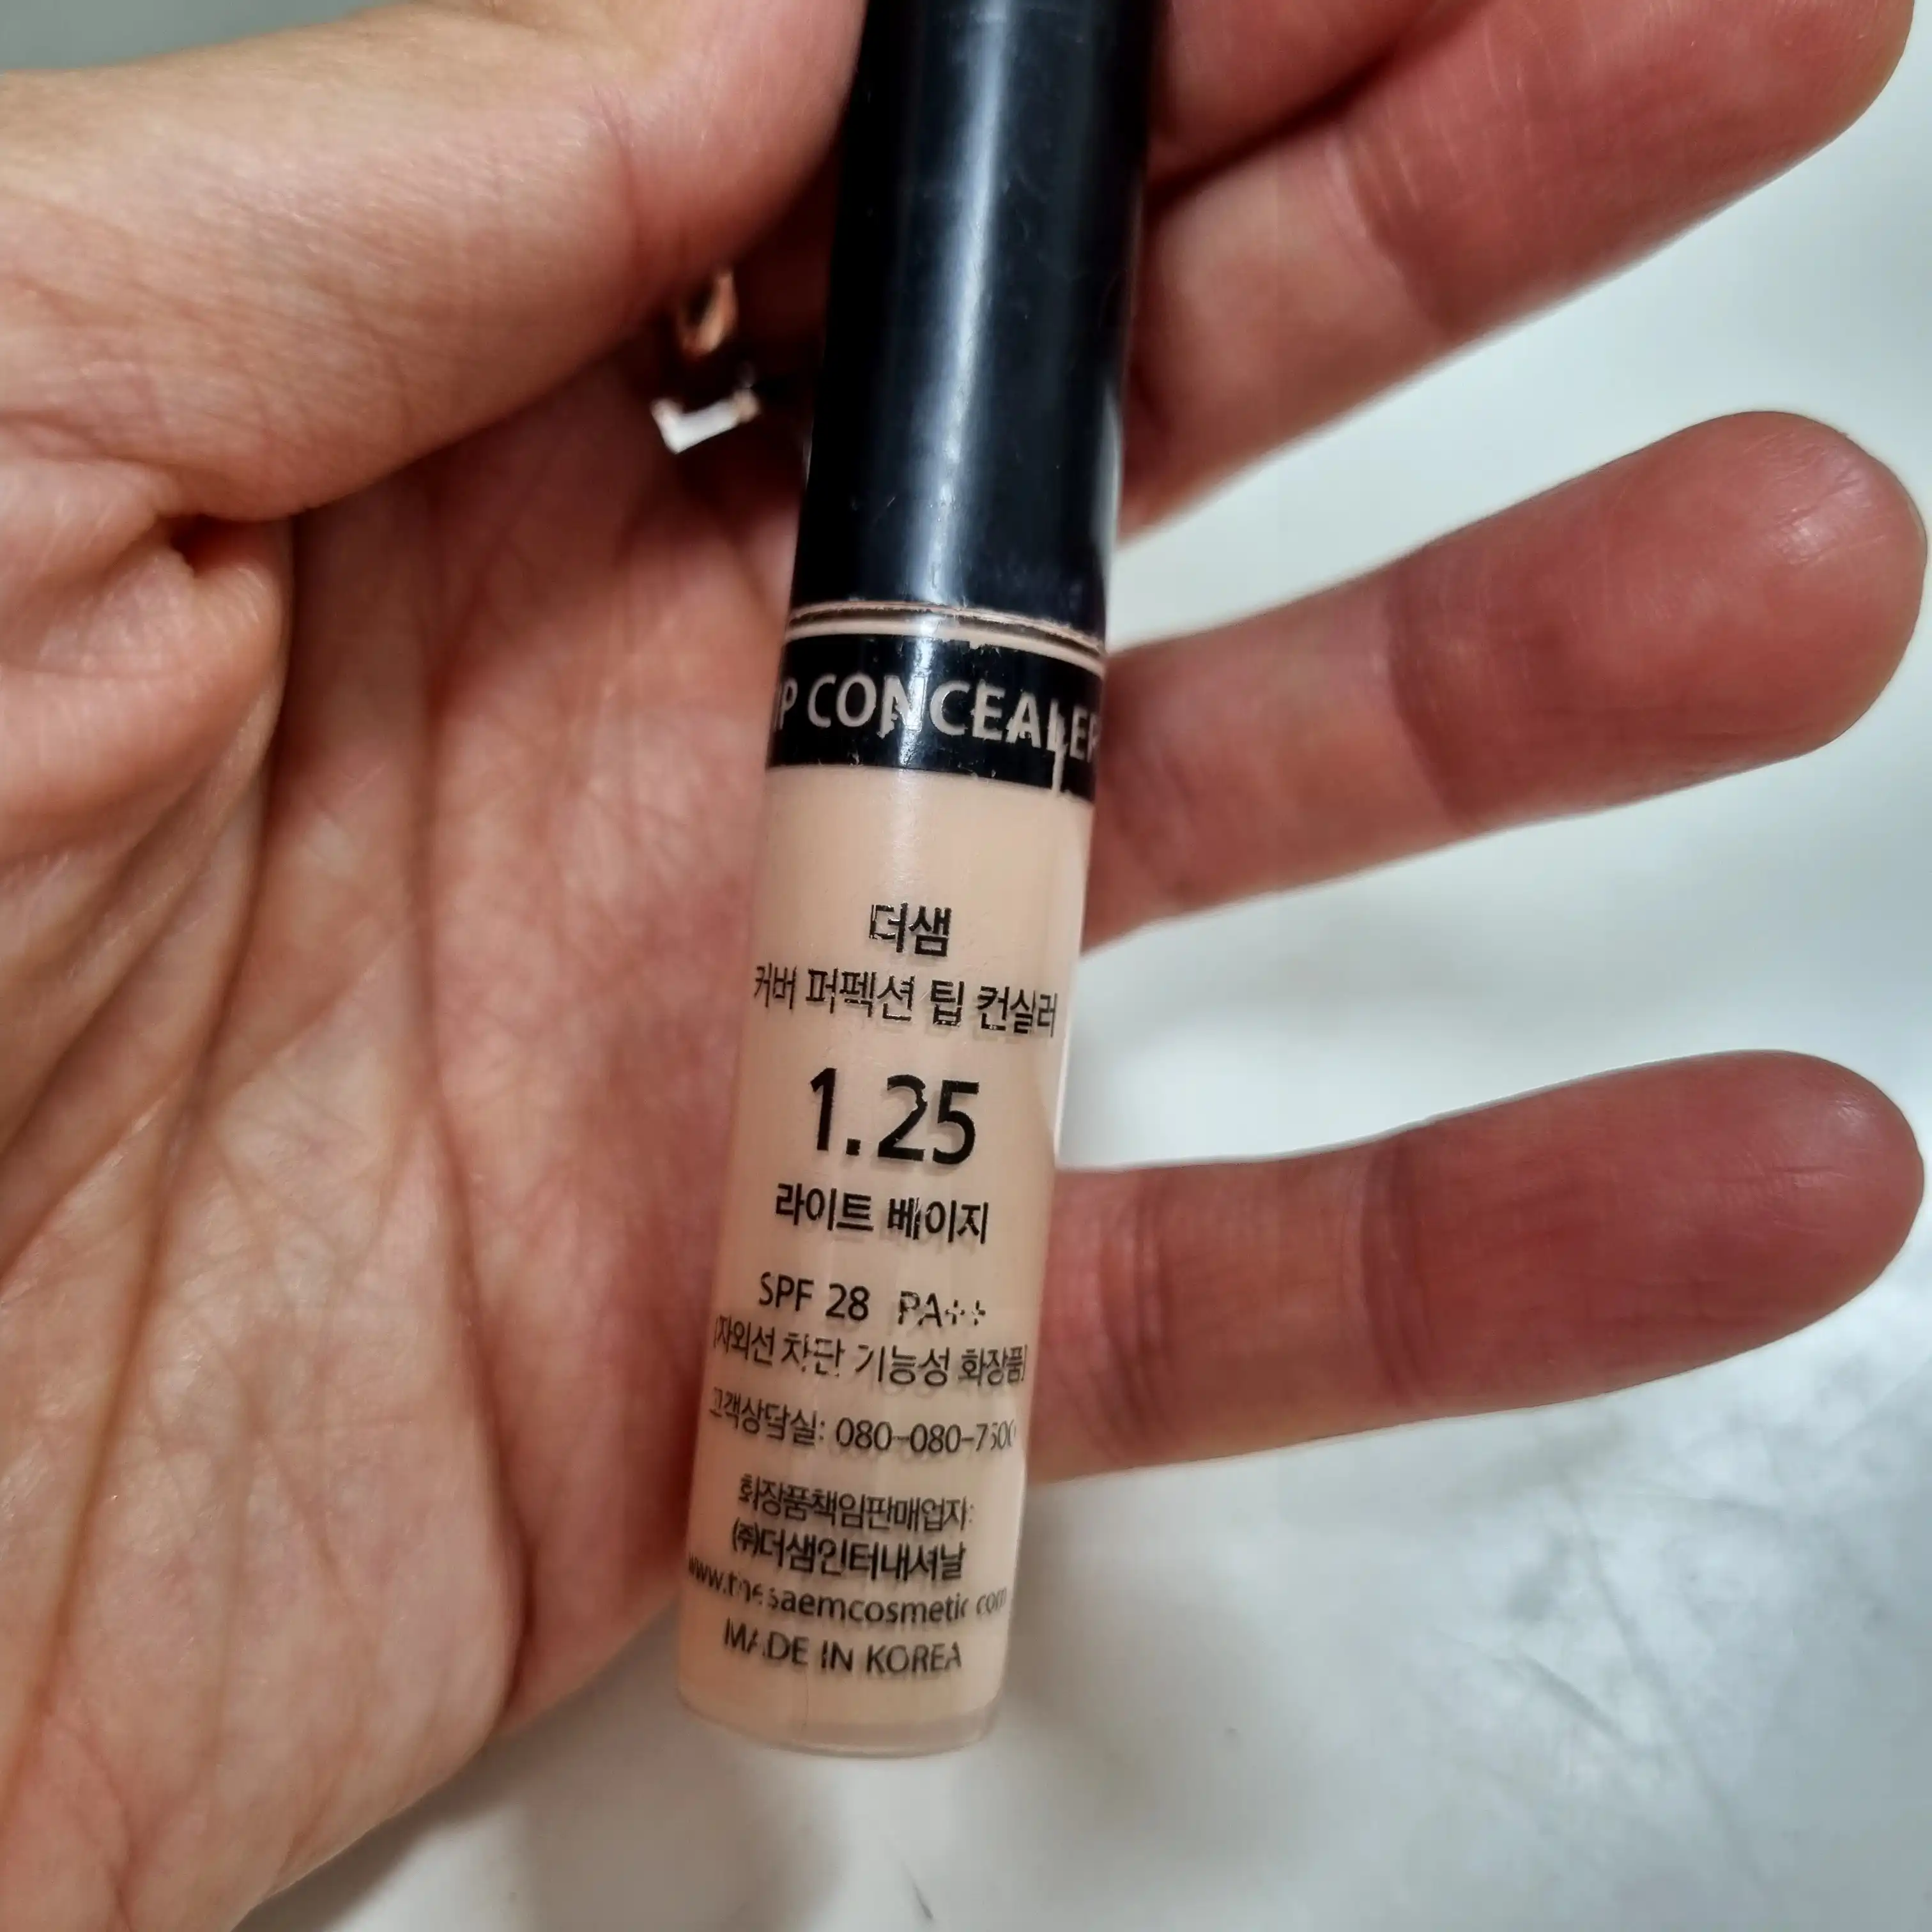 CONCEALER
더샘
커버 퍼펙션 팁 컨실러
1.25
라이트 베이지
SPF 28 PA++
(자외선 차단 기능성 화장품)
고객상담실: 080-080-7500
화장품책임판매업자:
㈜더샘인터내셔날
www.thesaemcosmetic.com
MADE IN KOREA